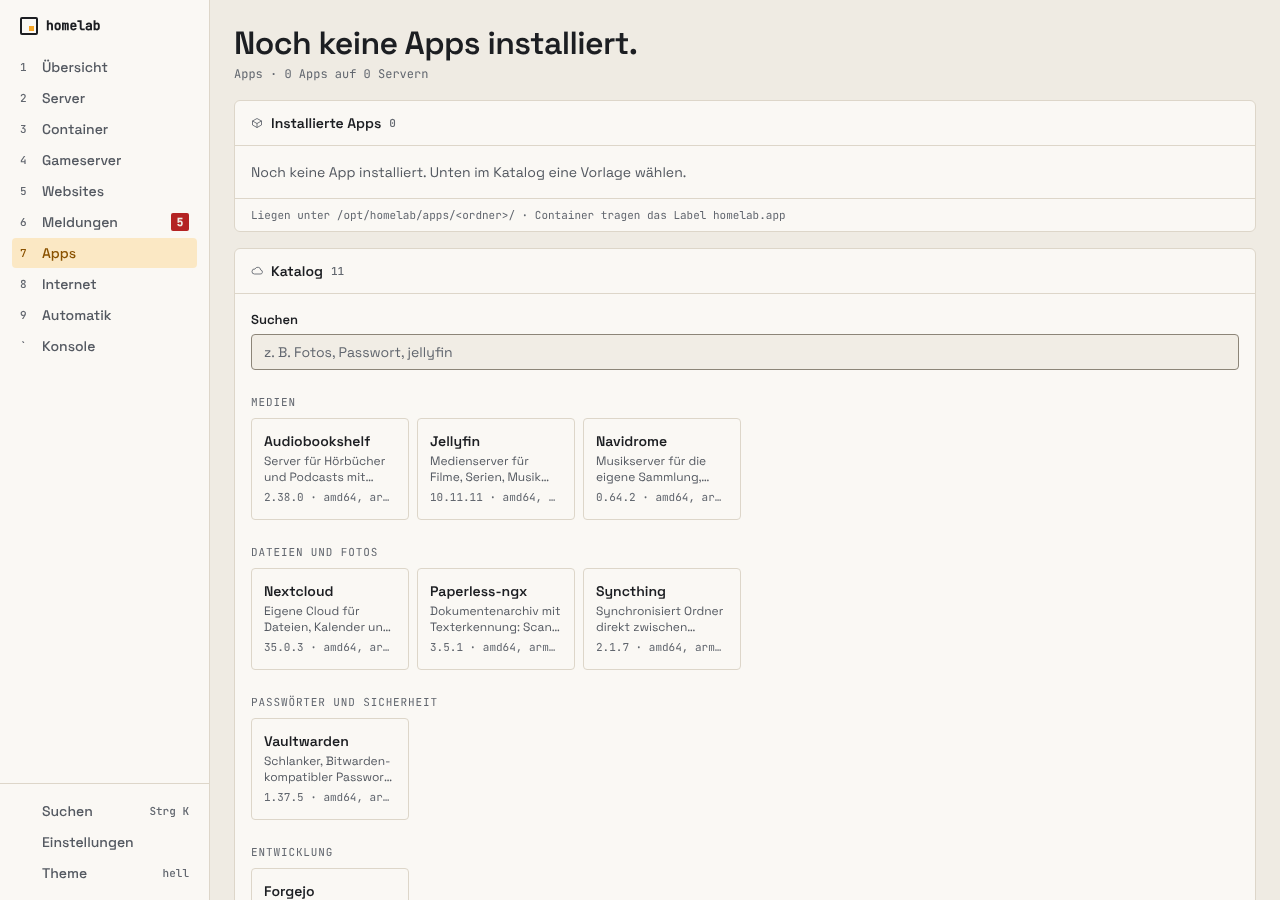 homelab
1 Übersicht
2 Server
3 Container
4 Gameserver
5 Websites
6 Meldungen 5
7 Apps
8 Internet
9 Automatik
` Konsole
Suchen Strg K
Einstellungen
Theme hell
Noch keine Apps installiert.
Apps · 0 Apps auf 0 Servern
Installierte Apps 0
Noch keine App installiert. Unten im Katalog eine Vorlage wählen.
Liegen unter /opt/homelab/apps/<ordner>/ · Container tragen das Label homelab.app
Katalog 11
Suchen
z. B. Fotos, Passwort, jellyfin
MEDIEN
Audiobookshelf
Server für Hörbücher
und Podcasts mit…
2.38.0 · amd64, ar…
Jellyfin
Medienserver für
Filme, Serien, Musik…
10.11.11 · amd64, …
Navidrome
Musikserver für die
eigene Sammlung,…
0.64.2 · amd64, ar…
DATEIEN UND FOTOS
Nextcloud
Eigene Cloud für
Dateien, Kalender un…
35.0.3 · amd64, ar…
Paperless-ngx
Dokumentenarchiv mit
Texterkennung: Scan…
3.5.1 · amd64, arm…
Syncthing
Synchronisiert Ordner
direkt zwischen…
2.1.7 · amd64, arm…
PASSWÖRTER UND SICHERHEIT
Vaultwarden
Schlanker, Bitwarden-
kompatibler Passwor…
1.37.5 · amd64, ar…
ENTWICKLUNG
Forgejo